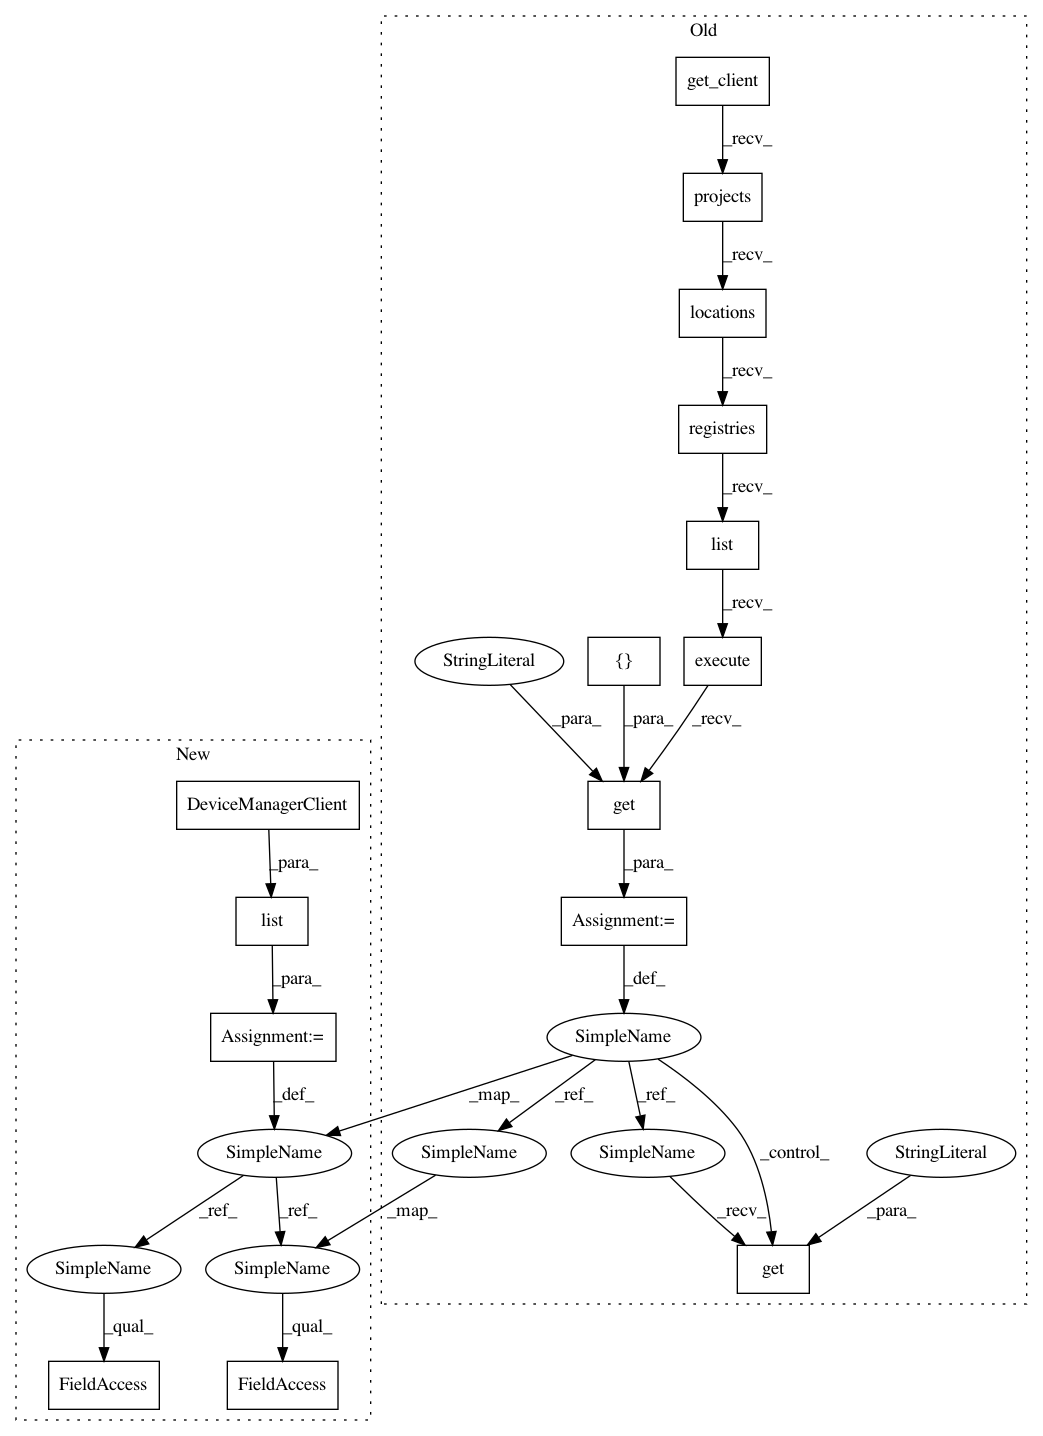 Old
get_client
_recv_
projects
_recv_
locations
_recv_
registries
_recv_
list
_recv_
StringLiteral
{}
execute
_para_
_para_
_recv_
New
DeviceManagerClient
get
_para_
_para_
list
Assignment:=
_para_
_def_
Assignment:=
SimpleName
_def_
_map_
_ref_
_ref_
SimpleName
SimpleName
SimpleName
_control_
StringLiteral
_ref_
_ref_
_map_
_recv_
_para_
SimpleName
SimpleName
get
_qual_
_qual_
FieldAccess
FieldAccess